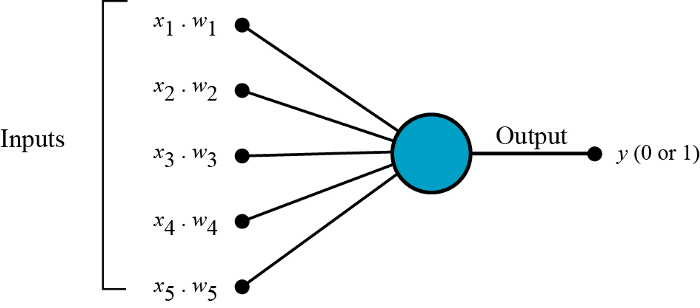 x1 . w1
x2 . w2
Inputs
x3 . w3
x4 . w4
x5 . w5
Output
y (0 or 1)